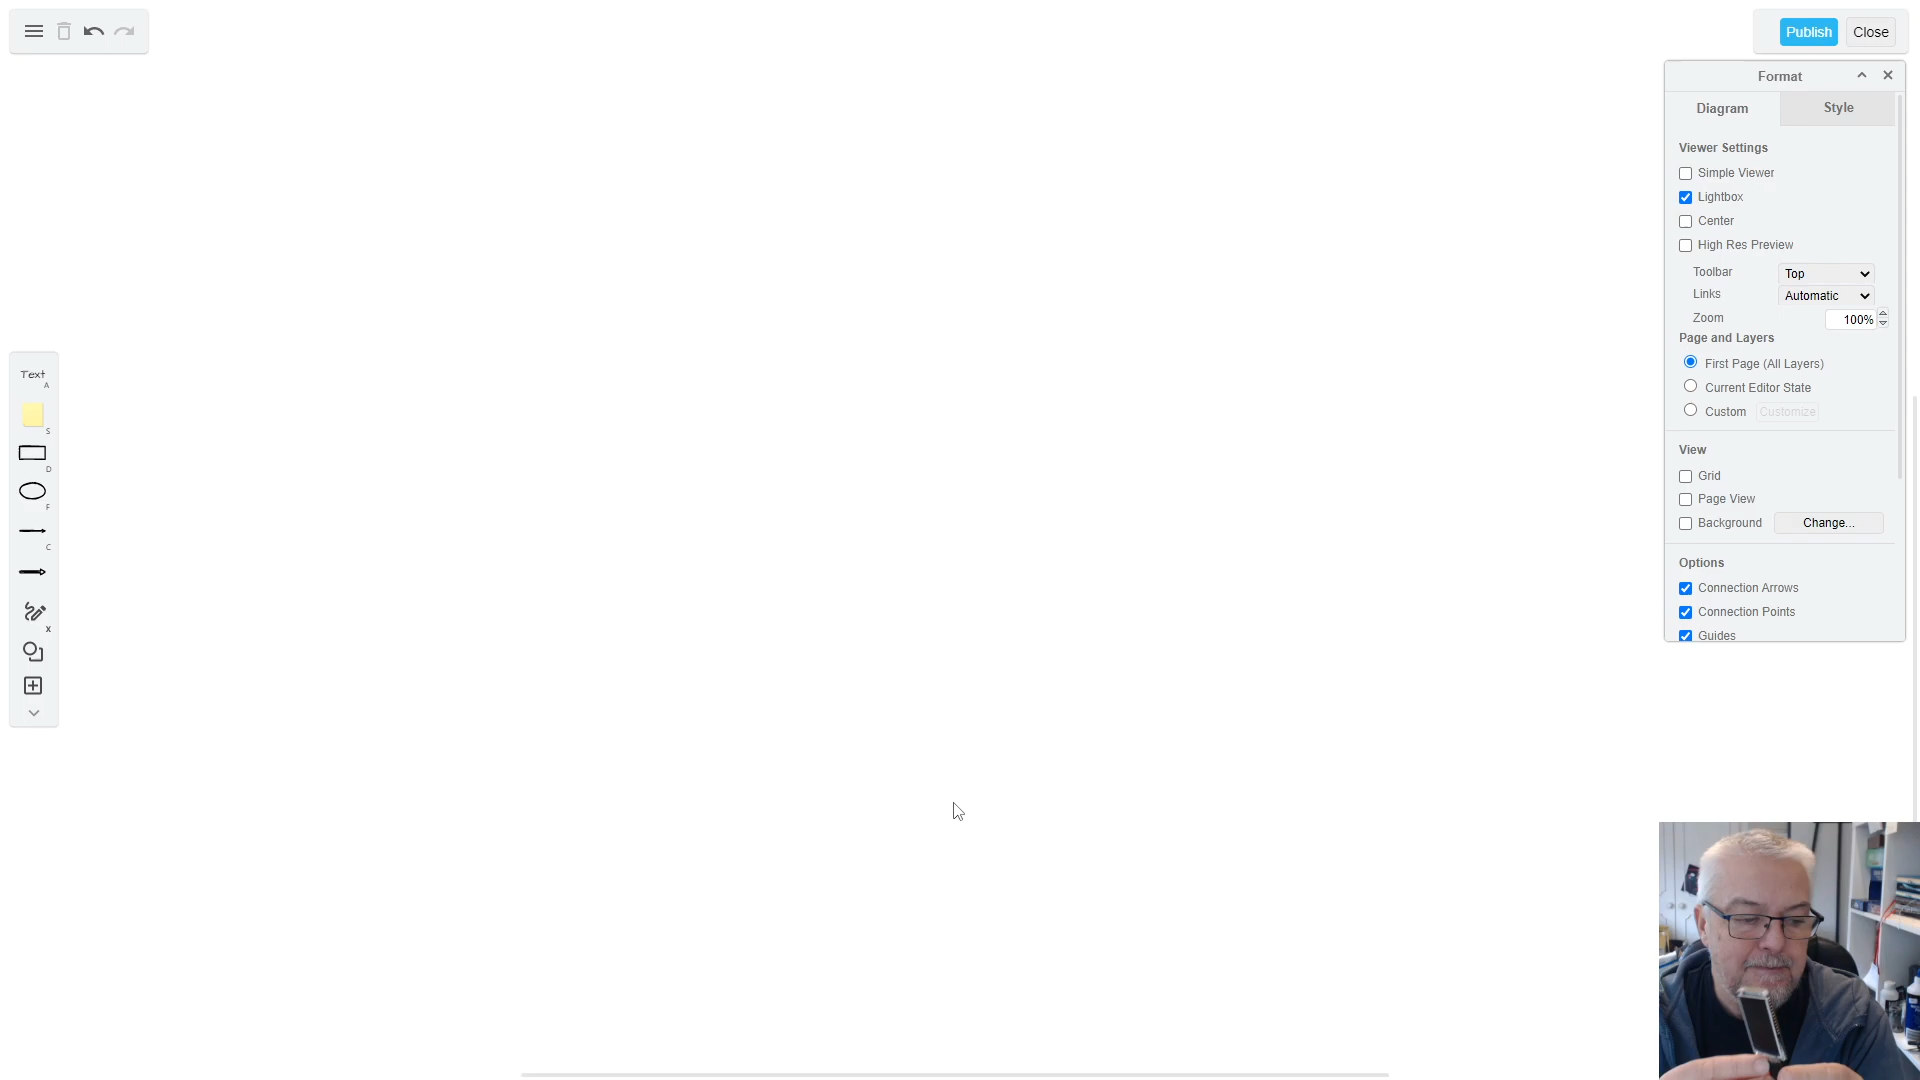 Publish Close
Format
Diagram Style
Viewer Settings
Simple Viewer
Lightbox
Center
High Res Preview
Toolbar Top
Links Automatic
Zoom 100%
Page and Layers
First Page (All Layers)
Current Editor State
Custom Customize
View
Grid
Page View
Background Change...
Options
Connection Arrows
Connection Points
Guides
Text
A
S
D
F
C
X